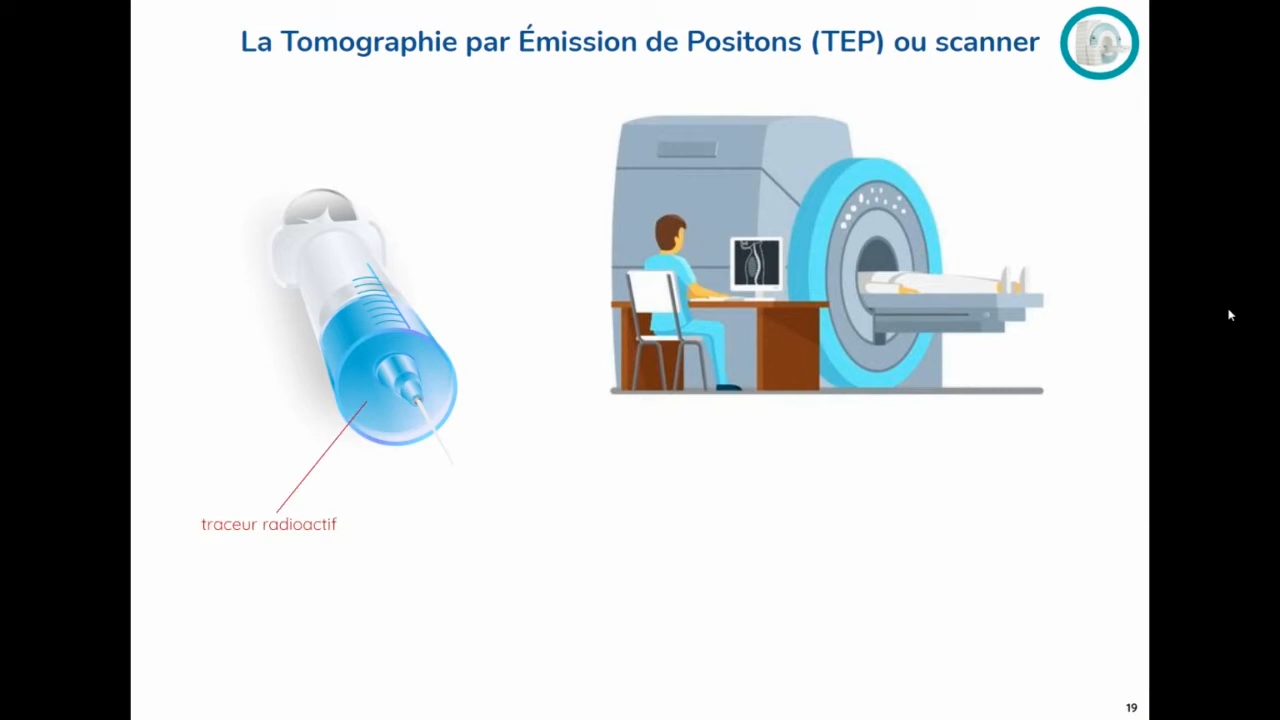 La Tomographie par Émission de Positons (TEP) ou scanner
traceur radioactif
19